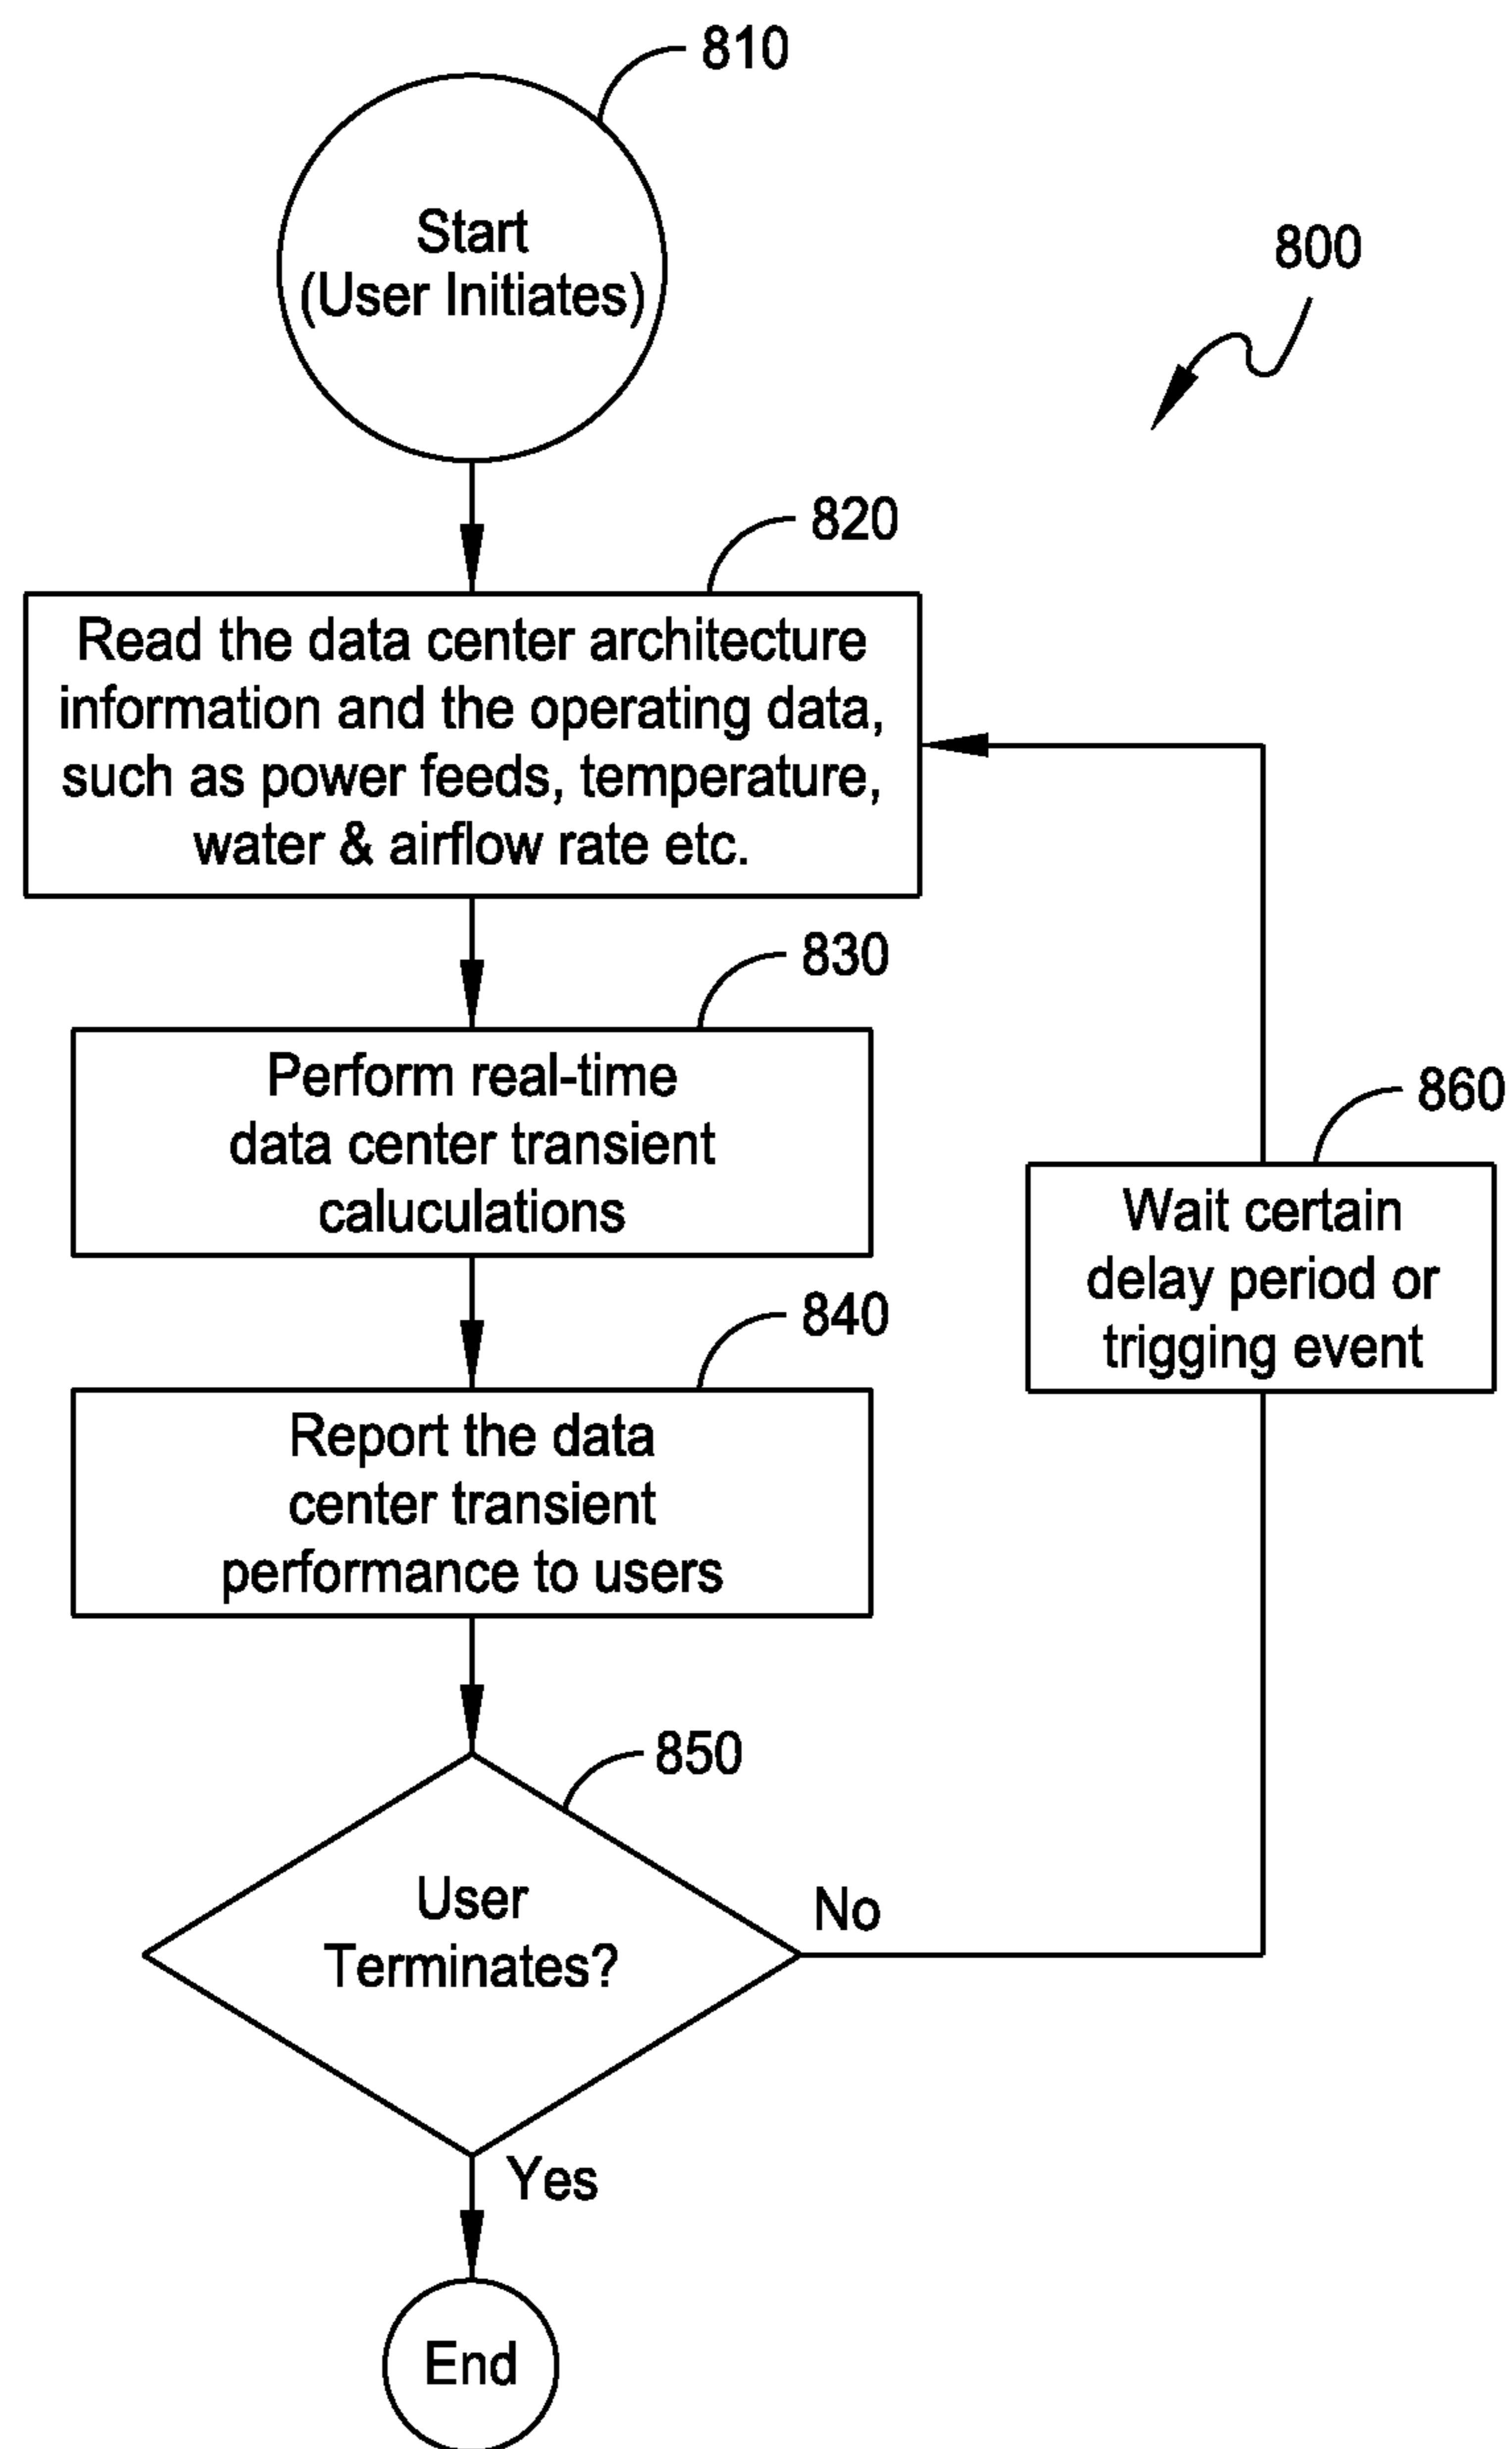 810
Start
(User Initiates)
800
820
Read the data center architecture
information and the operating data,
such as power feeds, temperature,
water & airflow rate etc.
830
Perform real-time
data center transient
caluculations
860
Wait certain
delay period or
trigging event
840
Report the data
center transient
performance to users
850
User
Terminates?
No
Yes
End